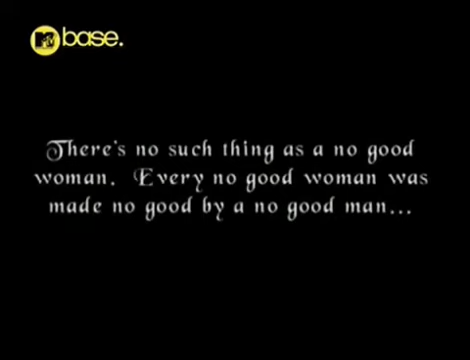 MTV base.
There's no such thing as a no good
woman. Every no good woman was
made no good by a no good man...